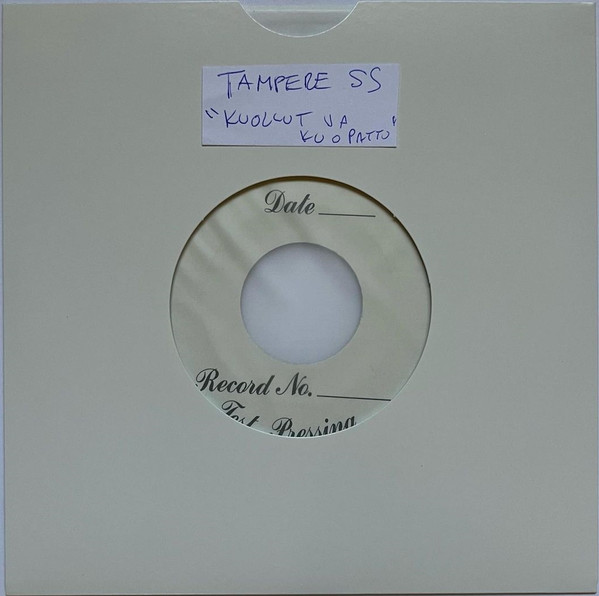 TAMPERE SS
"KUOLLUT JA
KUOPATTU"
Date
Record No.
Test Pressing